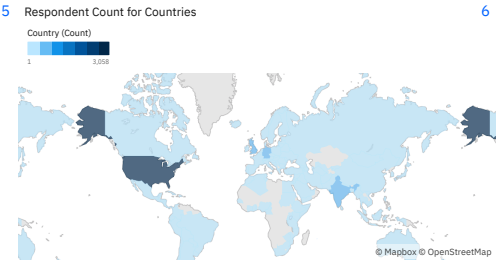 5 Respondent Count for Countries 6
Country (Count)
1 3,058
© Mapbox © OpenStreetMap